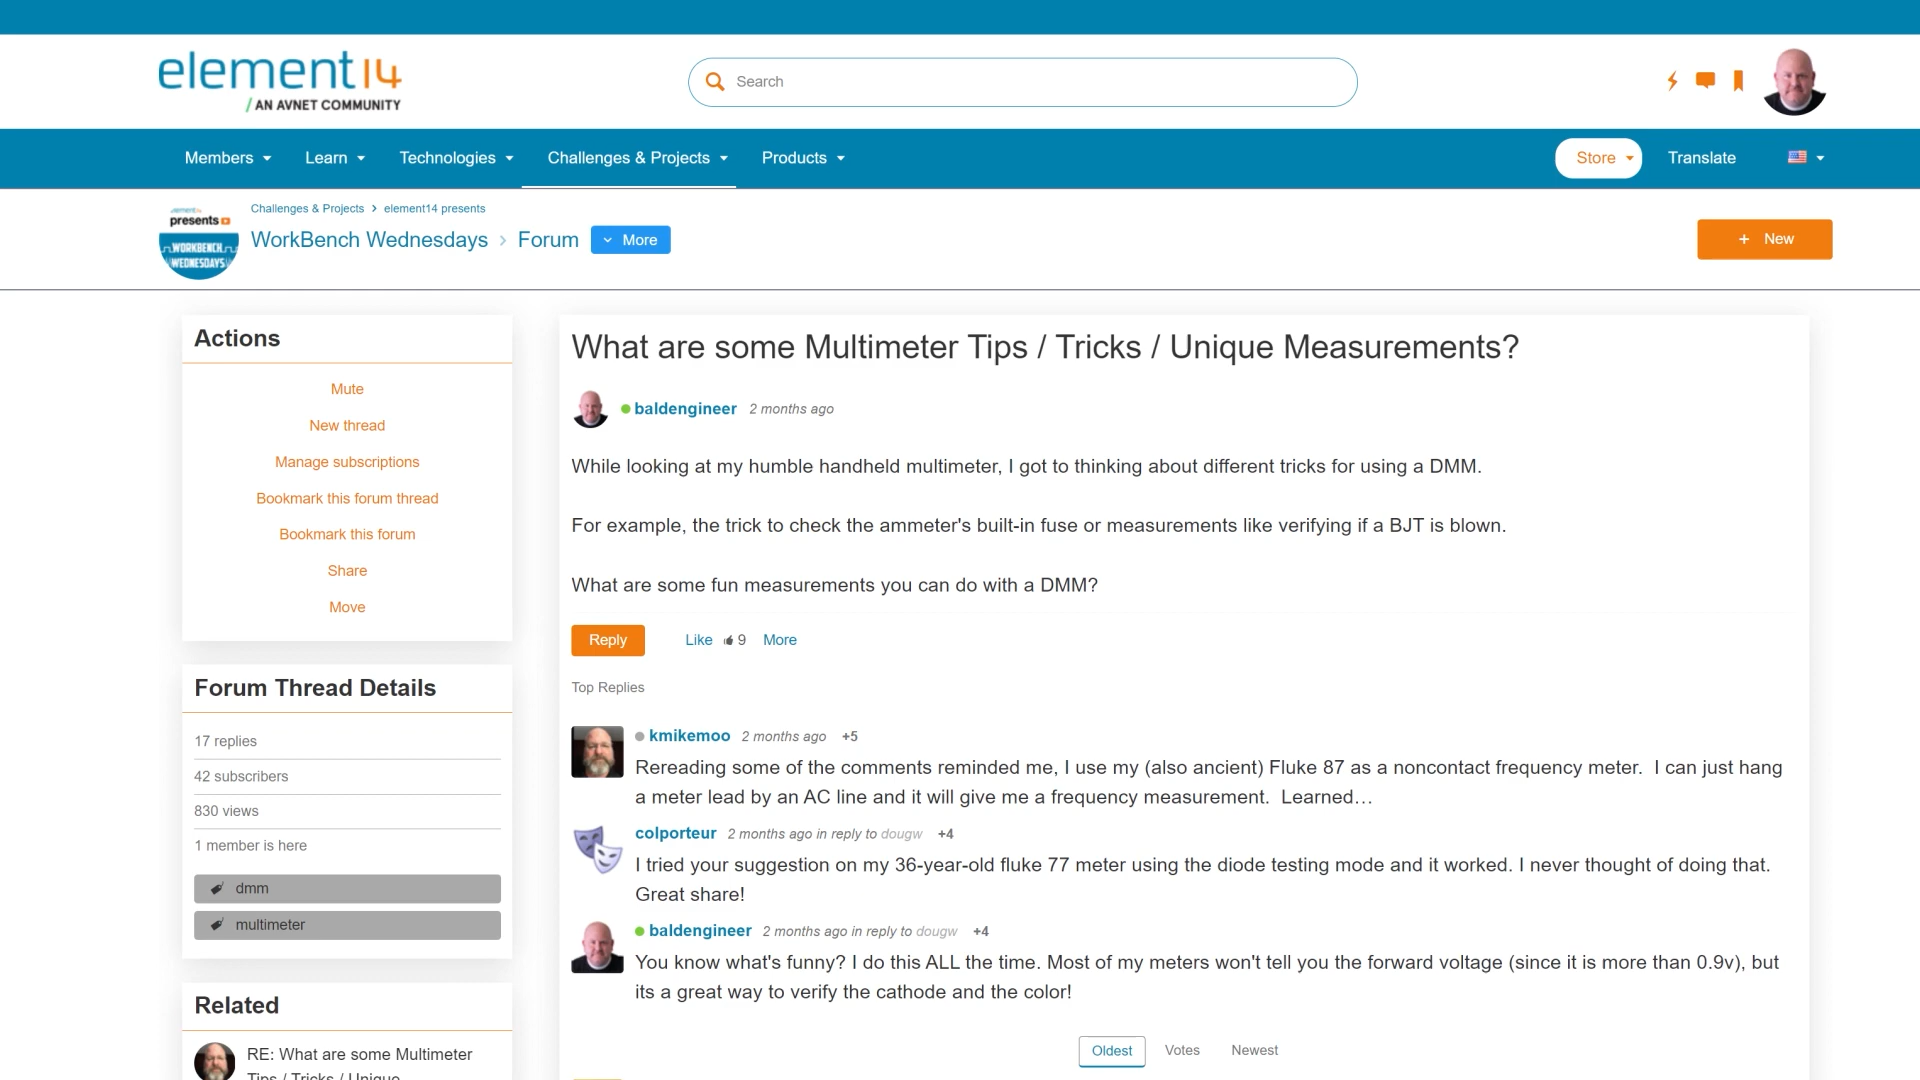 element14
/ AN AVNET COMMUNITY
Search
Members
Learn
Technologies
Challenges & Projects
Products
Store
Translate
element14
presents
WORKBENCH
WEDNESDAYS
Challenges & Projects > element14 presents
WorkBench Wednesdays > Forum
More
+ New
Actions
Mute
New thread
Manage subscriptions
Bookmark this forum thread
Bookmark this forum
Share
Move
Forum Thread Details
17 replies
42 subscribers
830 views
1 member is here
dmm
multimeter
Related
RE: What are some Multimeter
Tips / Tricks / Unique
What are some Multimeter Tips / Tricks / Unique Measurements?
baldengineer 2 months ago
While looking at my humble handheld multimeter, I got to thinking about different tricks for using a DMM.
For example, the trick to check the ammeter's built-in fuse or measurements like verifying if a BJT is blown.
What are some fun measurements you can do with a DMM?
Reply
Like 9 More
Top Replies
kmikemoo 2 months ago +5
Rereading some of the comments reminded me, I use my (also ancient) Fluke 87 as a noncontact frequency meter.  I can just hang
a meter lead by an AC line and it will give me a frequency measurement.  Learned…
colporteur 2 months ago in reply to dougw +4
I tried your suggestion on my 36-year-old fluke 77 meter using the diode testing mode and it worked. I never thought of doing that.
Great share!
baldengineer 2 months ago in reply to dougw +4
You know what's funny? I do this ALL the time. Most of my meters won't tell you the forward voltage (since it is more than 0.9v), but
its a great way to verify the cathode and the color!
Oldest
Votes
Newest